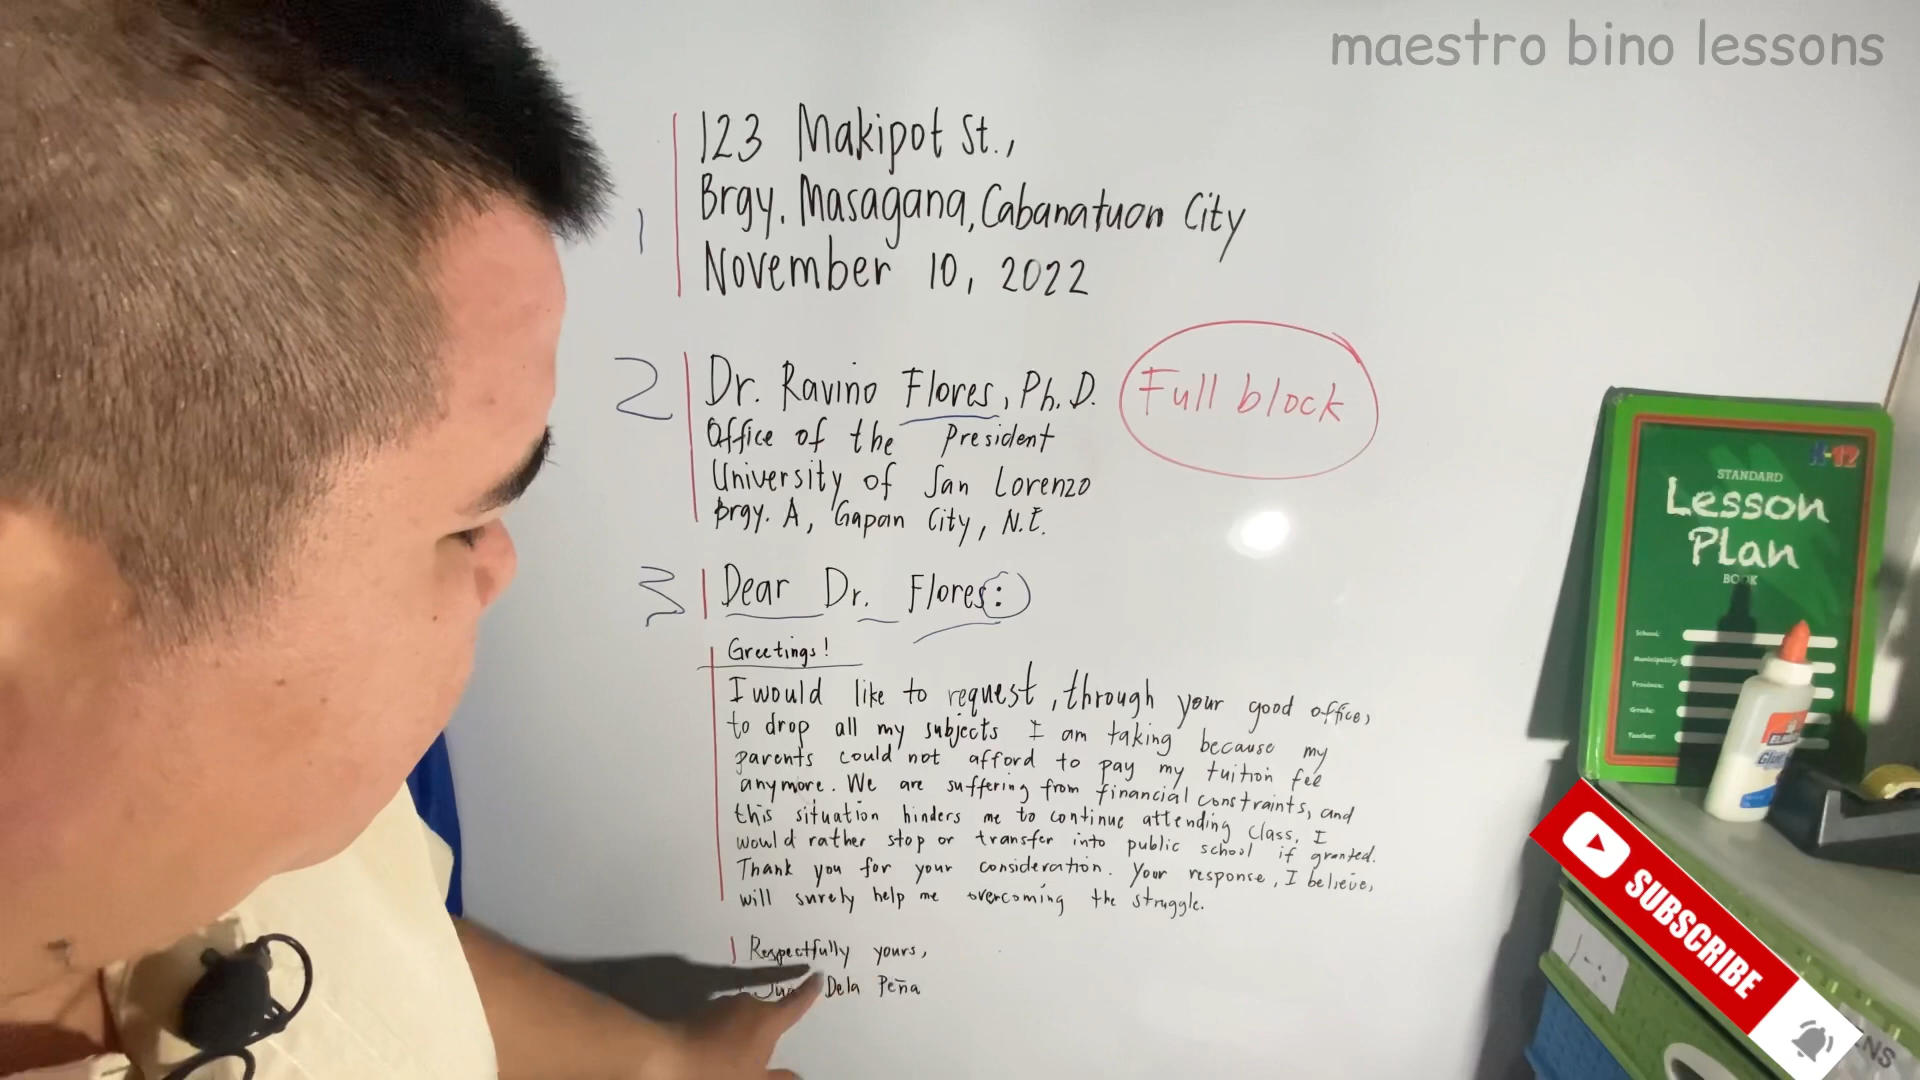 maestro bino lessons
123 Makipot St.,
Brgy. Masagana, Cabanatuan City
November 10, 2022
1
2
Dr. Ravino Flores, Ph.D.
Office of the President
University of San Lorenzo
Brgy. A, Gapan City, N.E.
Full block
3
Dear Dr. Flores:
Greetings!
I would like to request, through your good office,
to drop all my subjects I am taking because my
parents could not afford to pay my tuition fee
anymore. We are suffering from financial constraints, and
this situation hinders me to continue attending class. I
would rather stop or transfer into public school if granted.
Thank you for your consideration. Your response, I believe,
will surely help me overcoming the struggle.
Respectfully yours,
Dela Peña
K-12
STANDARD
Lesson
Plan
BOOK
School:
Municipality:
Province:
Grade:
Teacher:
SUBSCRIBE